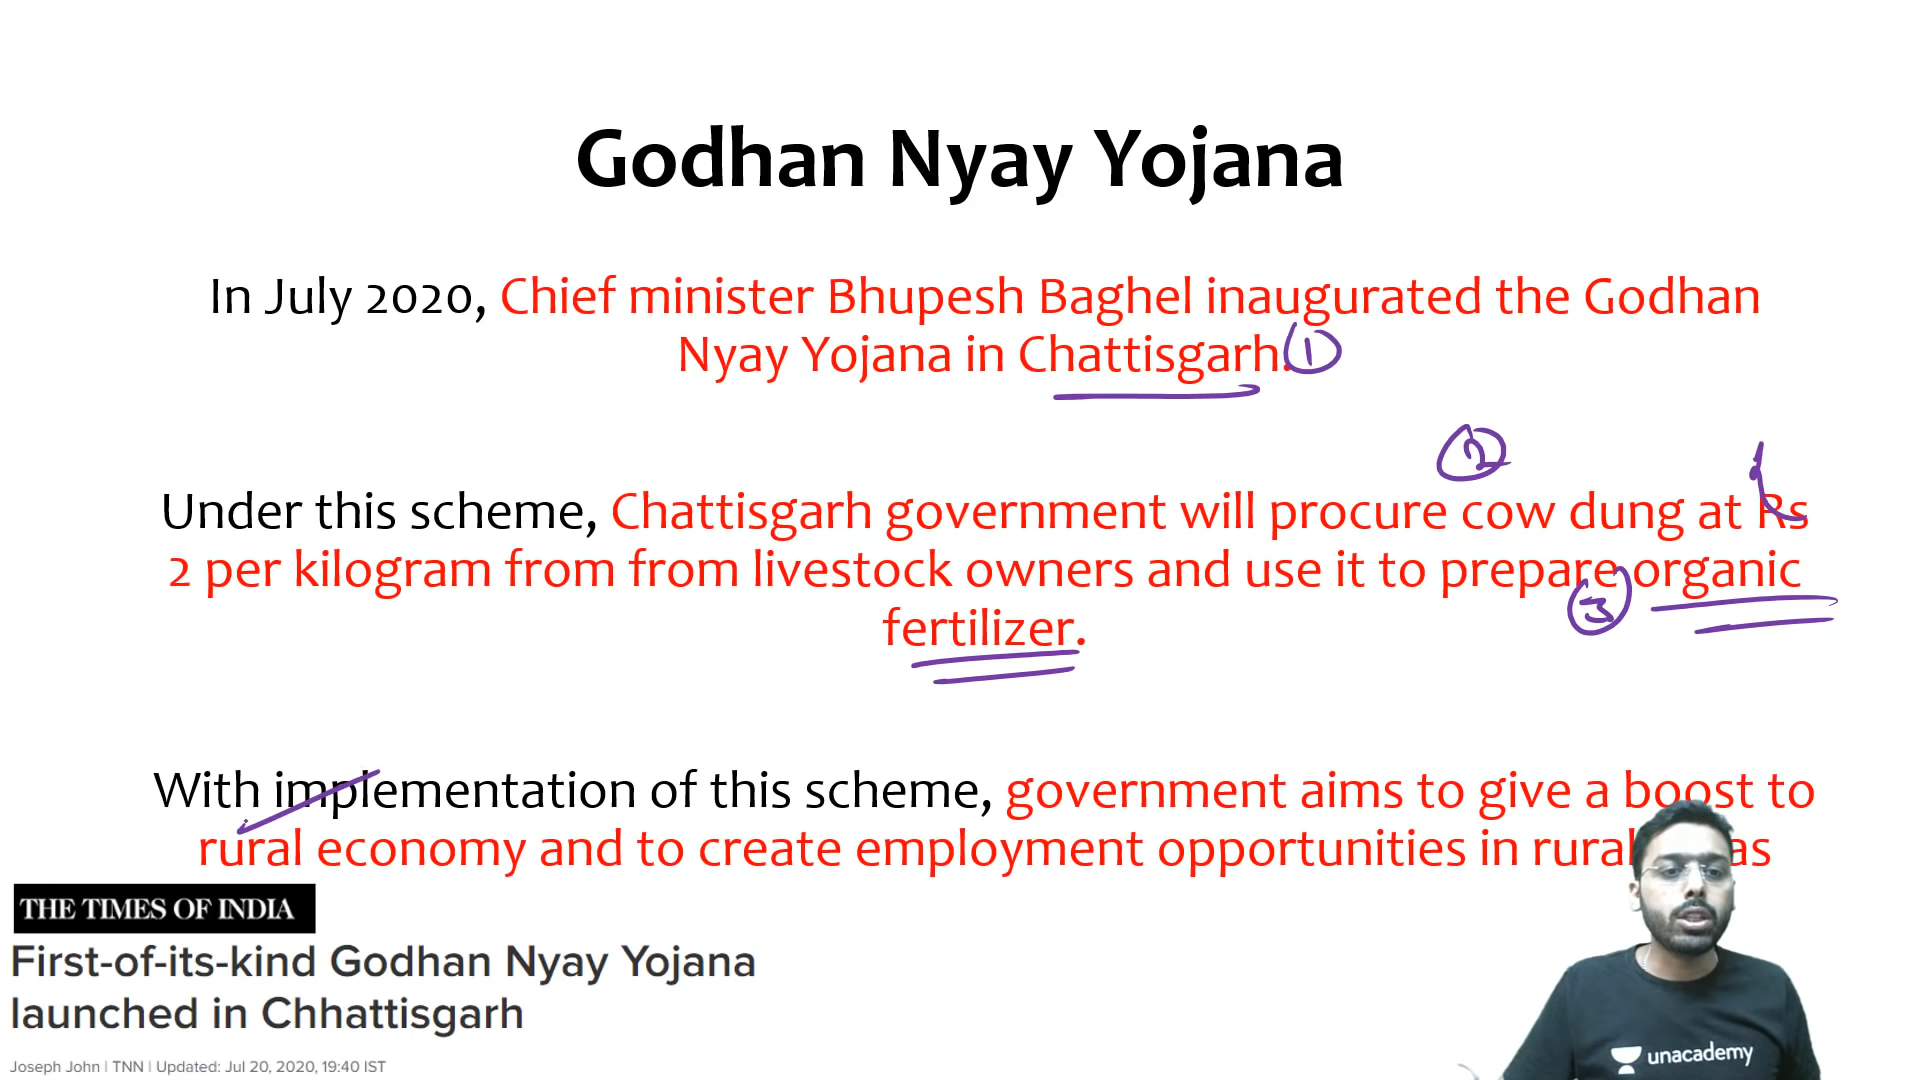 Godhan Nyay Yojana
In July 2020, Chief minister Bhupesh Baghel inaugurated the Godhan
Nyay Yojana in Chattisgarh.
1
2
Under this scheme, Chattisgarh government will procure cow dung at Rs
2 per kilogram from from livestock owners and use it to prepare organic
3
fertilizer.
With implementation of this scheme, government aims to give a boost to
rural economy and to create employment opportunities in rural
THE TIMES OF INDIA
First-of-its-kind Godhan Nyay Yojana
launched in Chhattisgarh
Joseph John | TNN | Updated: Jul 20, 2020, 19:40 IST
unacademy